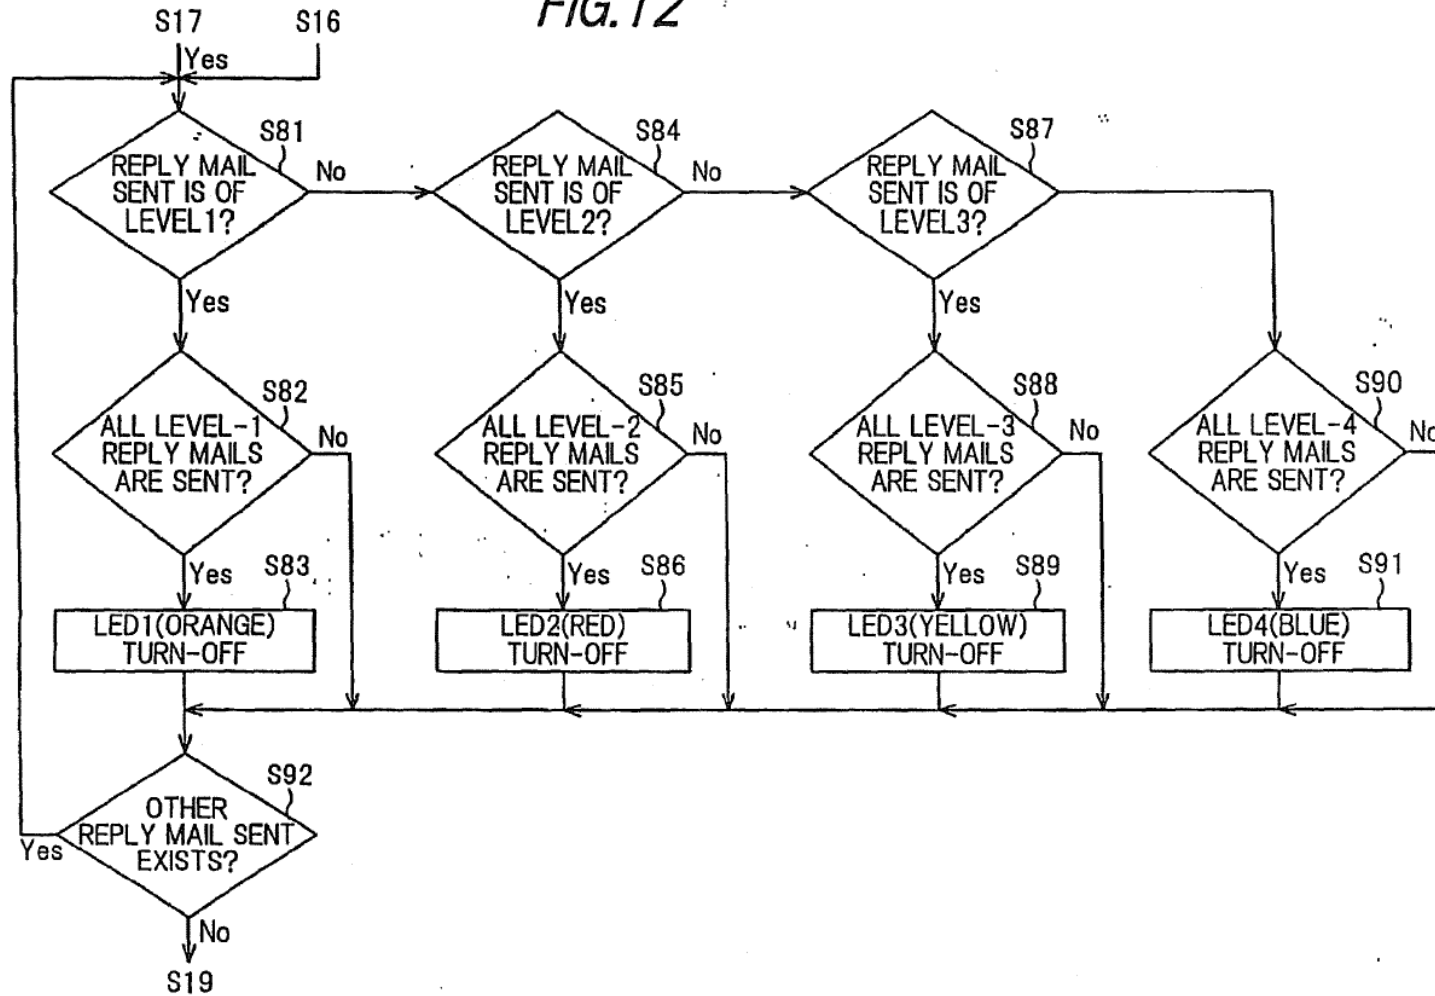 FIG.12
S17
S16
Yes
S81
REPLY MAIL
SENT IS OF
LEVEL1?
No
S84
REPLY MAIL
SENT IS OF
LEVEL2?
No
S87
REPLY MAIL
SENT IS OF
LEVEL3?
Yes
Yes
Yes
S82
ALL LEVEL-1
REPLY MAILS
ARE SENT?
No
S85
ALL LEVEL-2
REPLY MAILS
ARE SENT?
No
S88
ALL LEVEL-3
REPLY MAILS
ARE SENT?
No
S90
ALL LEVEL-4
REPLY MAILS
ARE SENT?
No
Yes
S83
LED1(ORANGE)
TURN-OFF
Yes
S86
LED2(RED)
TURN-OFF
Yes
S89
LED3(YELLOW)
TURN-OFF
Yes
S91
LED4(BLUE)
TURN-OFF
S92
OTHER
REPLY MAIL SENT
EXISTS?
Yes
No
S19